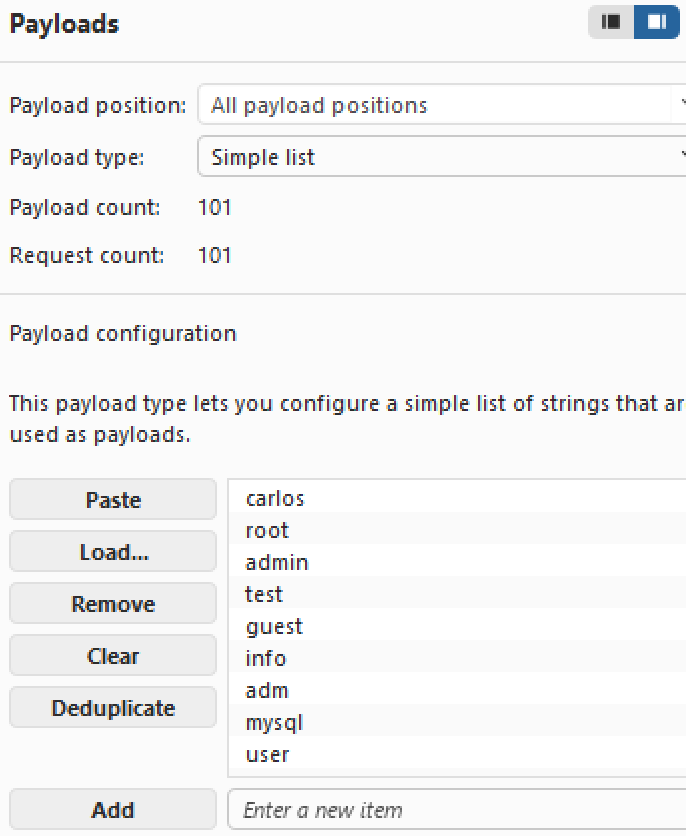 Payloads
Payload position: All payload positions
Payload type: Simple list
Payload count: 101
Request count: 101
Payload configuration
This payload type lets you configure a simple list of strings that ar
used as payloads.
Paste
Load...
Remove
Clear
Deduplicate
carlos
root
admin
test
guest
info
adm
mysql
user
Add
Enter a new item